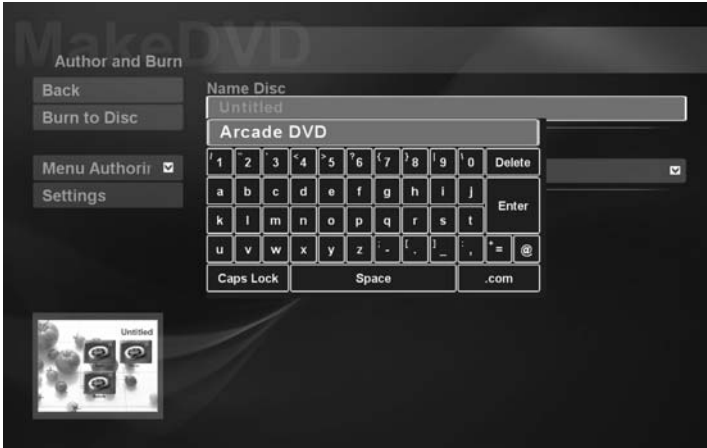 MakeDVD
Author and Burn
Back
Burn to Disc
Menu Authorin
Settings
Name Disc
Untitled
Arcade DVD
1 2 3 <4 >5 ?6 {7 }8 9 0 Delete
a b c d e f g h i j
Enter
k l m n o p q r s t
u v w x y z ;- [. ]_ :, *= @
Caps Lock Space .com
Untitled